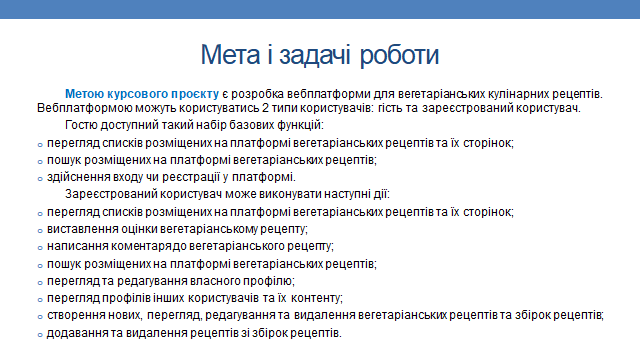 Мета і задачі роботи
Метою курсового проєкту є розробка вебплатформи для вегетаріанських кулінарних рецептів.
Вебплатформою можуть користуватись 2 типи користувачів: гість та зареєстрований користувач.
Гостю доступний такий набір базових функцій:
o перегляд списків розміщених на платформі вегетаріанських рецептів та їх сторінок;
o пошук розміщених на платформі вегетаріанських рецептів;
o здійснення входу чи реєстрації у платформі.
Зареєстрований користувач може виконувати наступні дії:
o перегляд списків розміщених на платформі вегетаріанських рецептів та їх сторінок;
o виставлення оцінки вегетаріанському рецепту;
o написання коментаря до вегетаріанського рецепту;
o пошук розміщених на платформі вегетаріанських рецептів;
o перегляд та редагування власного профілю;
o перегляд профілів інших користувачів та їх контенту;
o створення нових, перегляд, редагування та видалення вегетаріанських рецептів та збірок рецептів;
o додавання та видалення рецептів зі збірок рецептів.